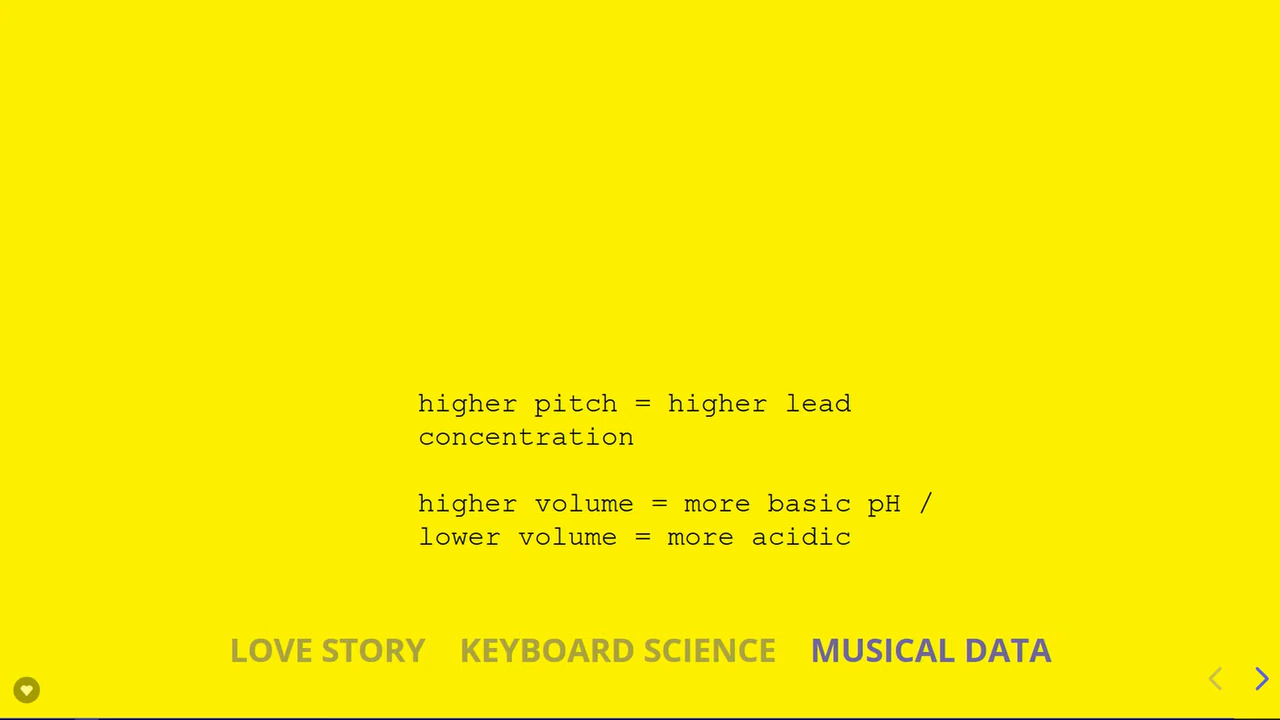 higher pitch = higher lead
concentration
higher volume = more basic pH /
lower volume = more acidic
LOVE STORY KEYBOARD SCIENCE MUSICAL DATA